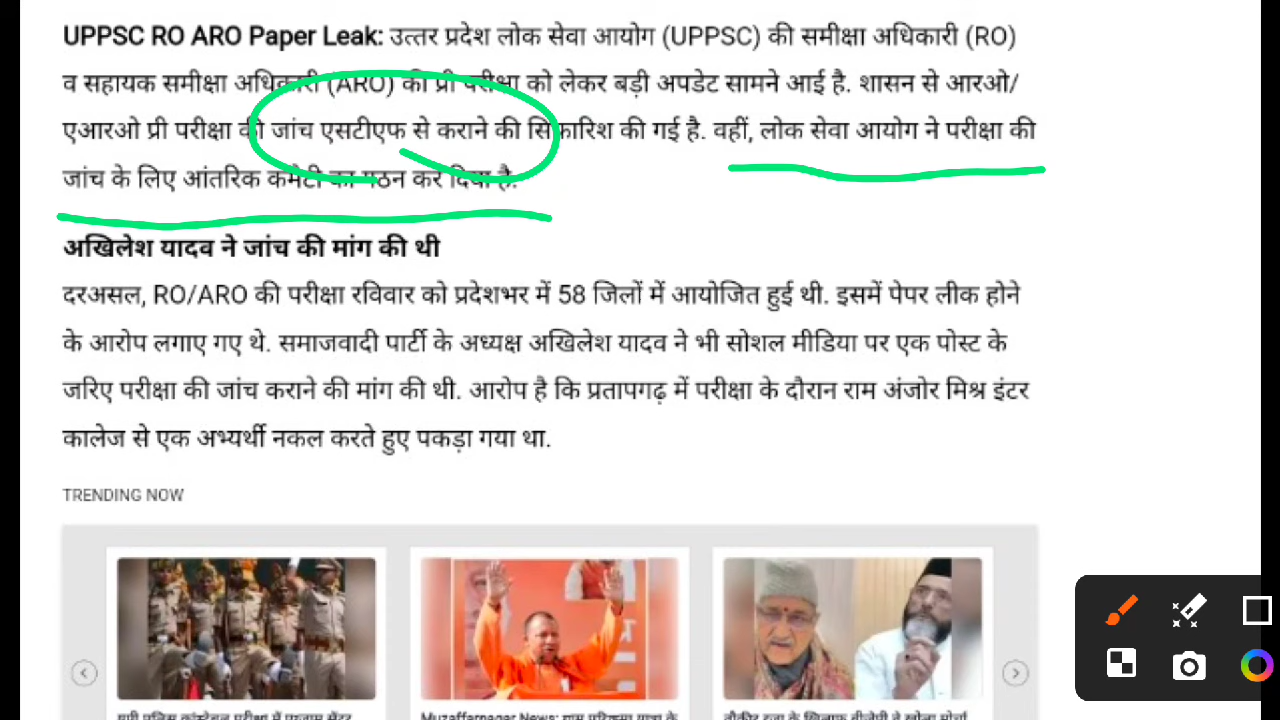 UPPSC RO ARO Paper Leak: उत्तर प्रदेश लोक सेवा आयोग (UPPSC) की समीक्षा अधिकारी (RO)
व सहायक समीक्षा अधिकारी (ARO) की प्री परीक्षा को लेकर बड़ी अपडेट सामने आई है. शासन से आरओ/
एआरओ प्री परीक्षा की जांच एसटीएफ से कराने की सिफारिश की गई है. वहीं, लोक सेवा आयोग ने परीक्षा की
जांच के लिए आंतरिक कमेटी का गठन कर दिया है.
अखिलेश यादव ने जांच की मांग की थी
दरअसल, RO/ARO की परीक्षा रविवार को प्रदेशभर में 58 जिलों में आयोजित हुई थी. इसमें पेपर लीक होने
के आरोप लगाए गए थे. समाजवादी पार्टी के अध्यक्ष अखिलेश यादव ने भी सोशल मीडिया पर एक पोस्ट के
जरिए परीक्षा की जांच कराने की मांग की थी. आरोप है कि प्रतापगढ़ में परीक्षा के दौरान राम अंजोर मिश्र इंटर
कालेज से एक अभ्यर्थी नकल करते हुए पकड़ा गया था.
TRENDING NOW
Muzaffarnagar News: